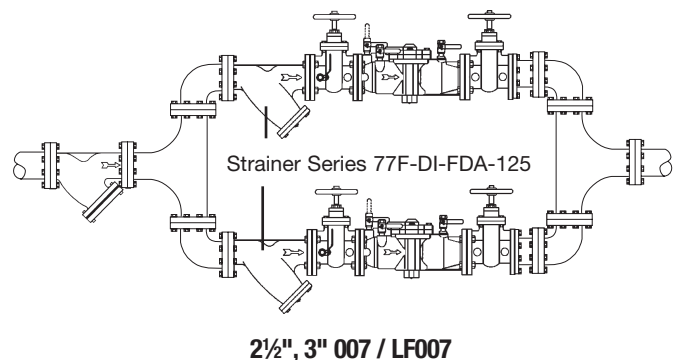 Strainer Series 77F-DI-FDA-125
2½", 3" 007 / LF007